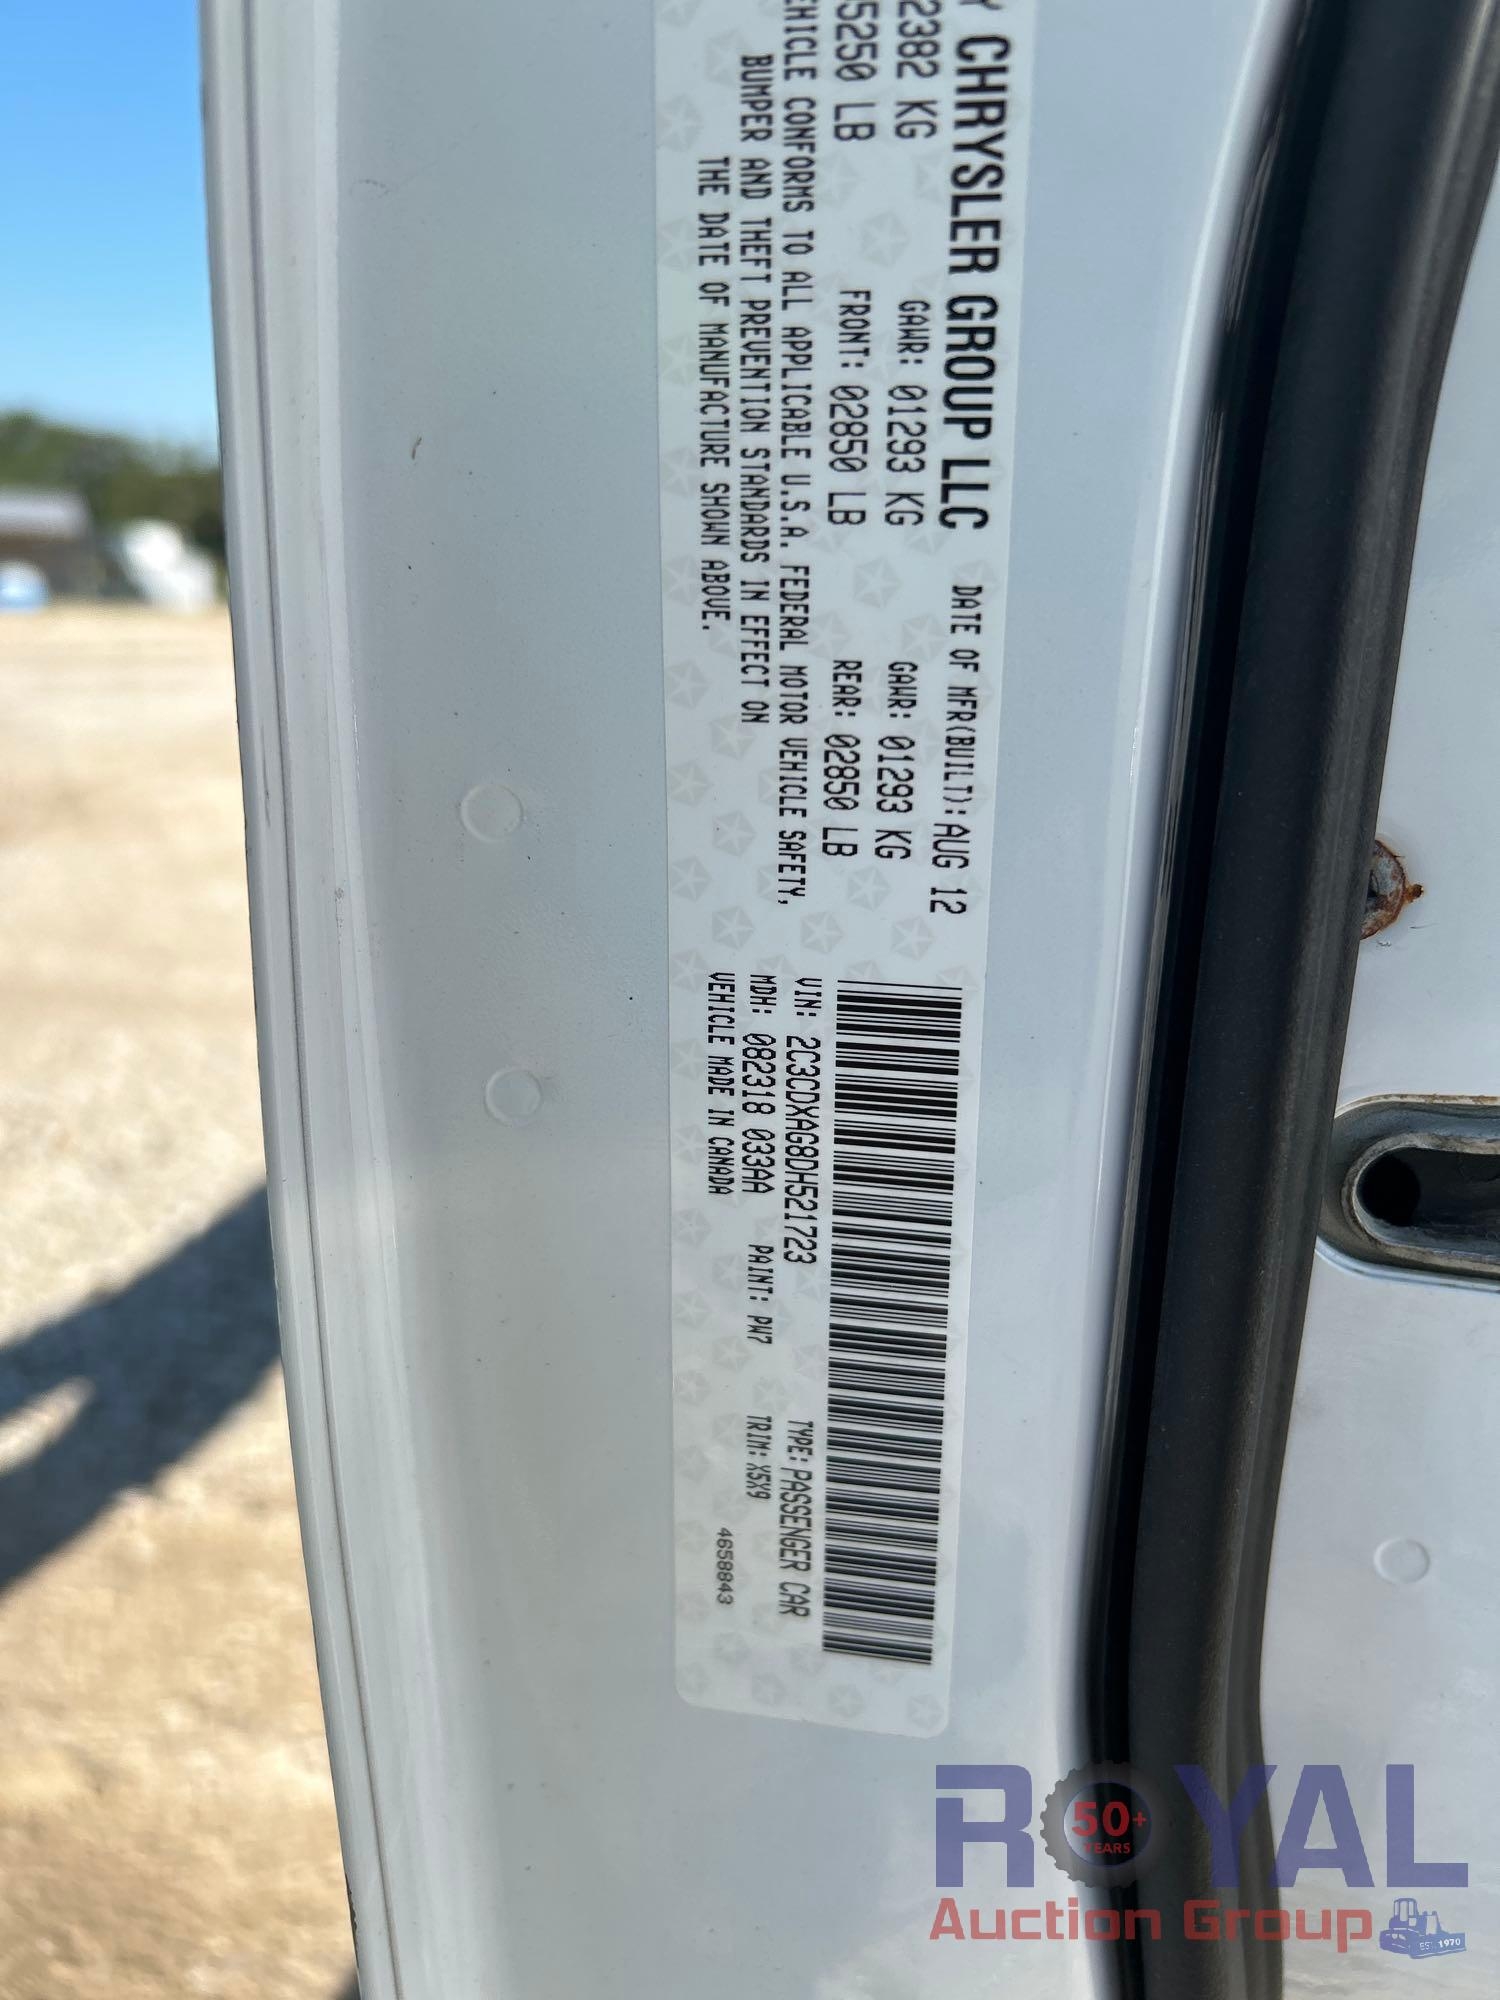 Y CHRYSLER GROUP LLC DATE OF MFR(BUILT): AUG 12
2382 KG GAWR: 01293 KG GAWR: 01293 KG
5250 LB FRONT: 02850 LB REAR: 02850 LB
EHICLE CONFORMS TO ALL APPLICABLE U.S.A. FEDERAL MOTOR VEHICLE SAFETY,
BUMPER AND THEFT PREVENTION STANDARDS IN EFFECT ON
THE DATE OF MANUFACTURE SHOWN ABOVE.
VIN: 2C3CDXAG8DH521723 TYPE: PASSENGER CAR
MDH: 082318 033AA PAINT: PW7 TRIM: X5X9
VEHICLE MADE IN CANADA 4658843
ROYAL
50+
YEARS
Auction Group
EST. 1970